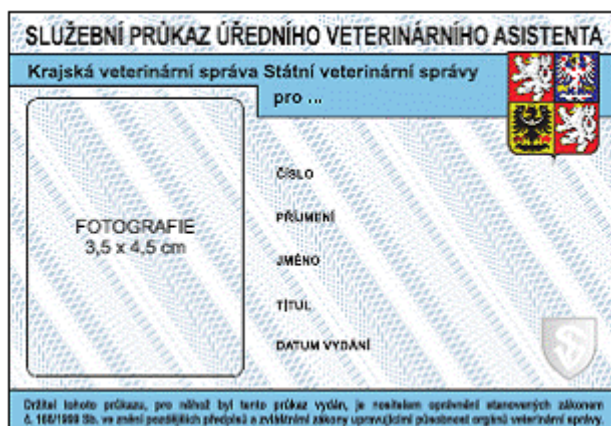 SLUŽEBNÍ PRŮKAZ ÚŘEDNÍHO VETERINÁRNÍHO ASISTENTA
Krajská veterinární správa Státní veterinární správy
pro ...
FOTOGRAFIE
3,5 x 4,5 cm
ČÍSLO
PŘÍJMENÍ
JMÉNO
TITUL
DATUM VYDÁNÍ
Držitel tohoto průkazu, pro něhož byl tento průkaz vydán, je nositelem oprávnění stanovených zákonem
č. 166/1999 Sb. ve znění pozdějších předpisů a zvláštními zákony upravujícími působnost orgánů veterinární správy.